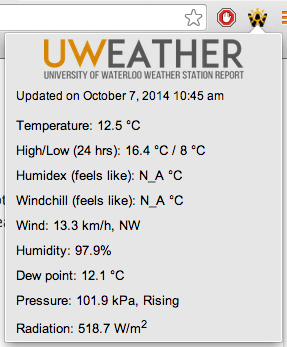 UWEATHER
UNIVERSITY OF WATERLOO WEATHER STATION REPORT
Updated on October 7, 2014 10:45 am
Temperature: 12.5 °C
High/Low (24 hrs): 16.4 °C / 8 °C
Humidex (feels like): N_A °C
Windchill (feels like): N_A °C
Wind: 13.3 km/h, NW
Humidity: 97.9%
Dew point: 12.1 °C
Pressure: 101.9 kPa, Rising
Radiation: 518.7 W/m²